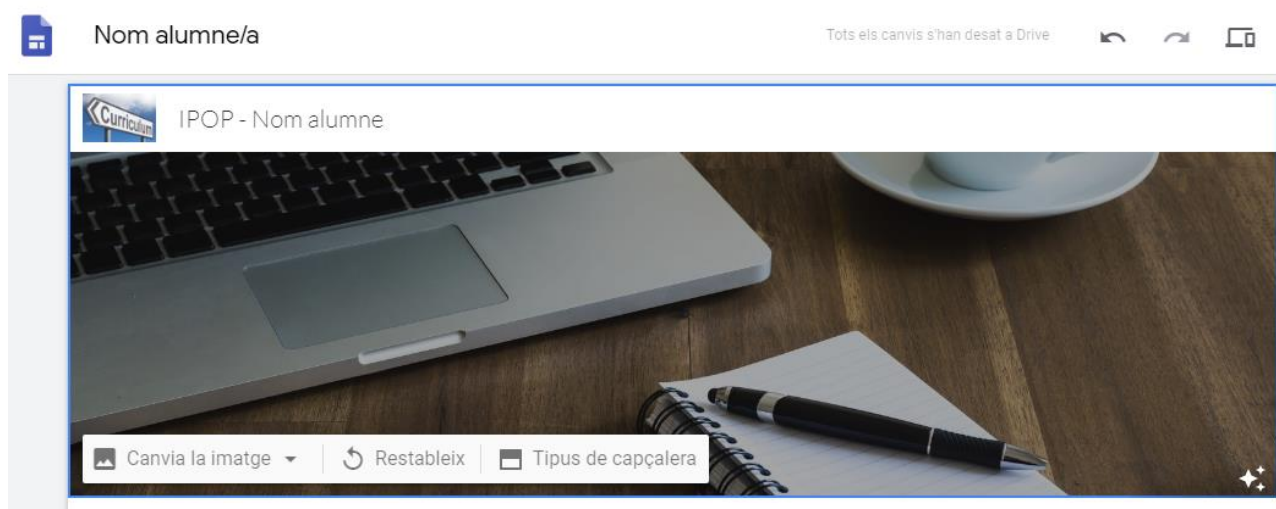 Nom alumne/a
Tots els canvis s'han desat a Drive
Curriculum
IPOP - Nom alumne
Canvia la imatge
Restableix
Tipus de capçalera